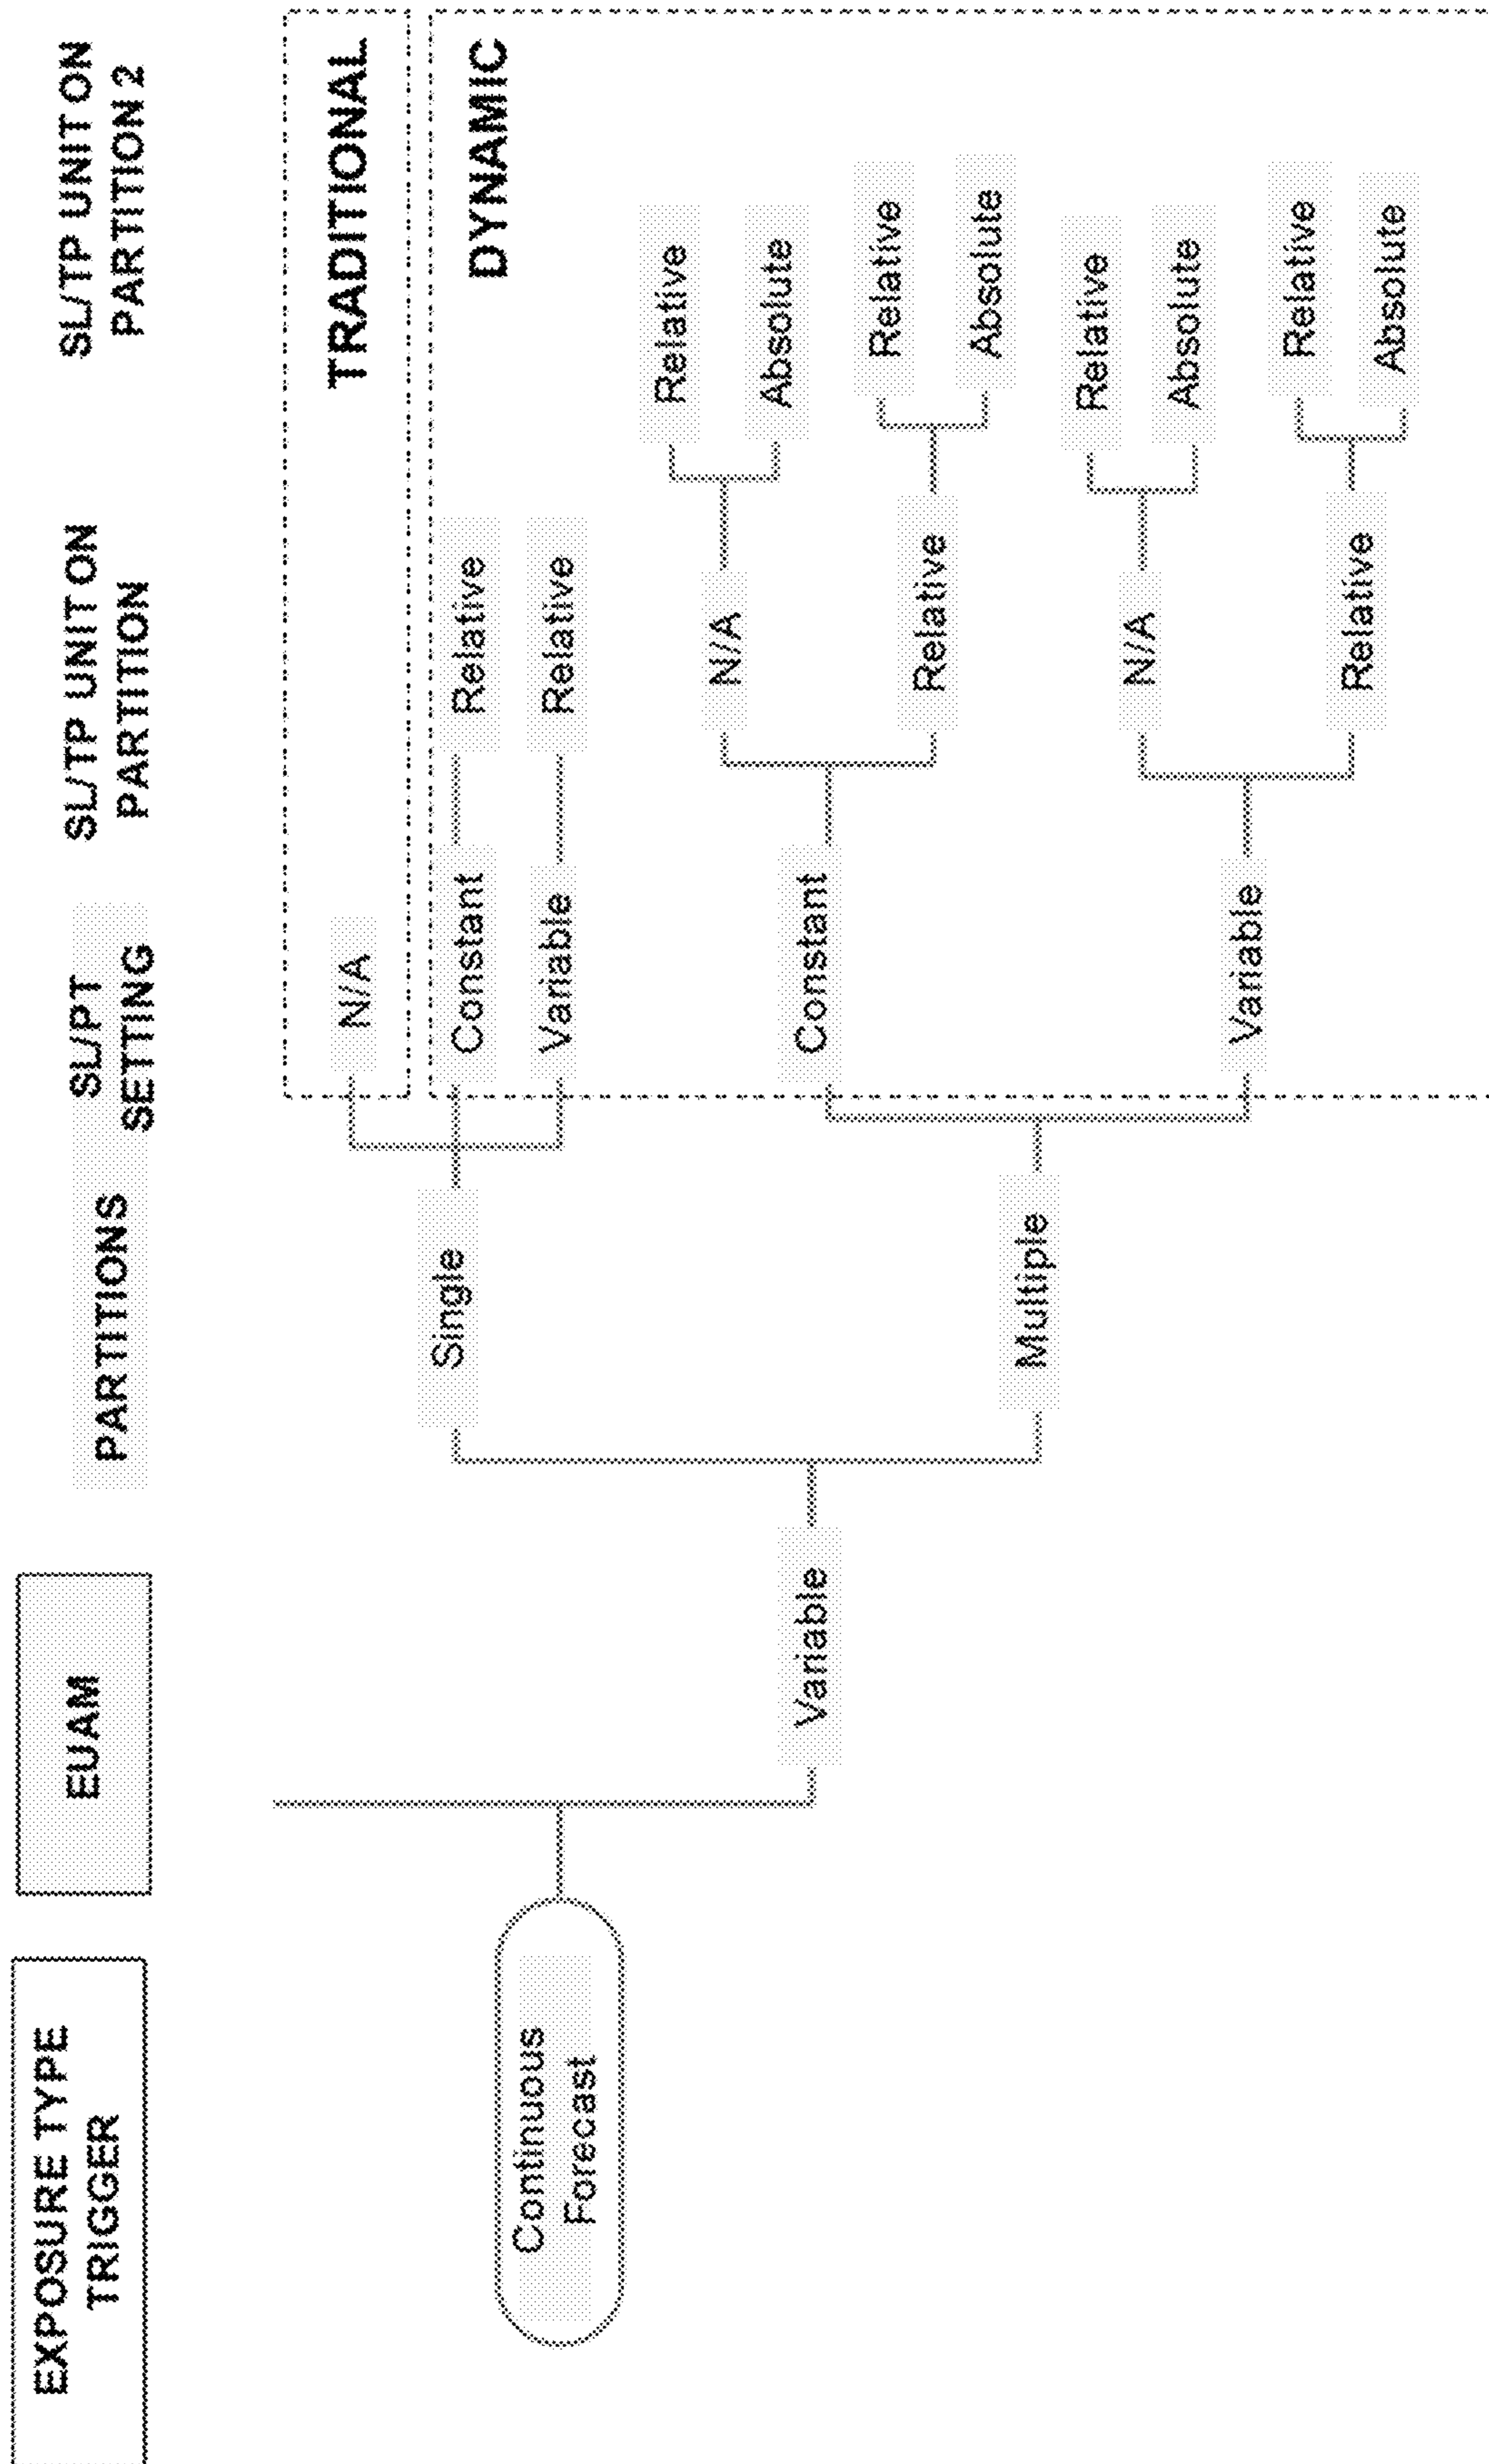 EXPOSURE TYPE
TRIGGER
EUAM
PARTITIONS
SL/PT
SETTING
SL/TP UNIT ON
PARTITION
SL/TP UNIT ON
PARTITION 2
TRADITIONAL
N/A
DYNAMIC
Constant
Relative
Variable
Relative
Single
Continuous
Forecast
Variable
Multiple
Constant
N/A
Relative
Absolute
Relative
Relative
Absolute
Variable
N/A
Relative
Absolute
Relative
Relative
Absolute